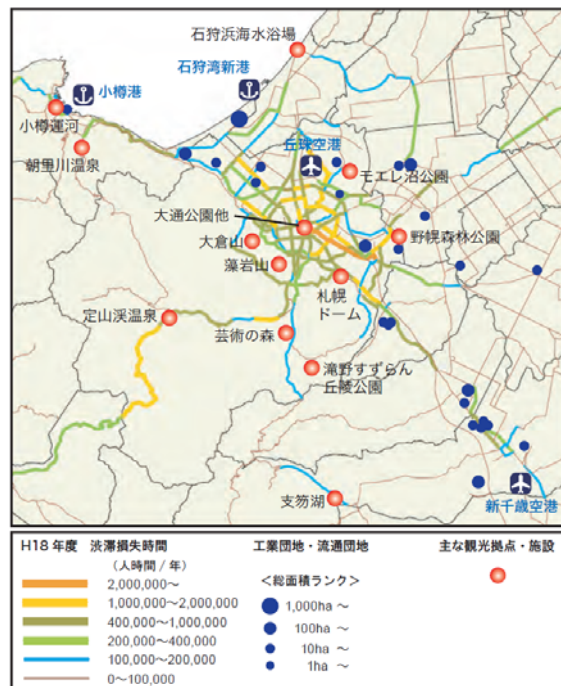 石狩浜海水浴場
石狩湾新港
小樽港
小樽運河
朝里川温泉
丘珠空港
モエレ沼公園
大通公園他
大倉山
藻岩山
野幌森林公園
札幌
ドーム
定山渓温泉
芸術の森
滝野すずらん
丘陵公園
支笏湖
新千歳空港
H18年度 渋滞損失時間
(人時間/年)
2,000,000~
1,000,000~2,000,000
400,000~1,000,000
200,000~400,000
100,000~200,000
0~100,000
工業団地・流通団地
<総面積ランク>
1,000ha ~
100ha ~
10ha ~
1ha ~
主な観光拠点・施設